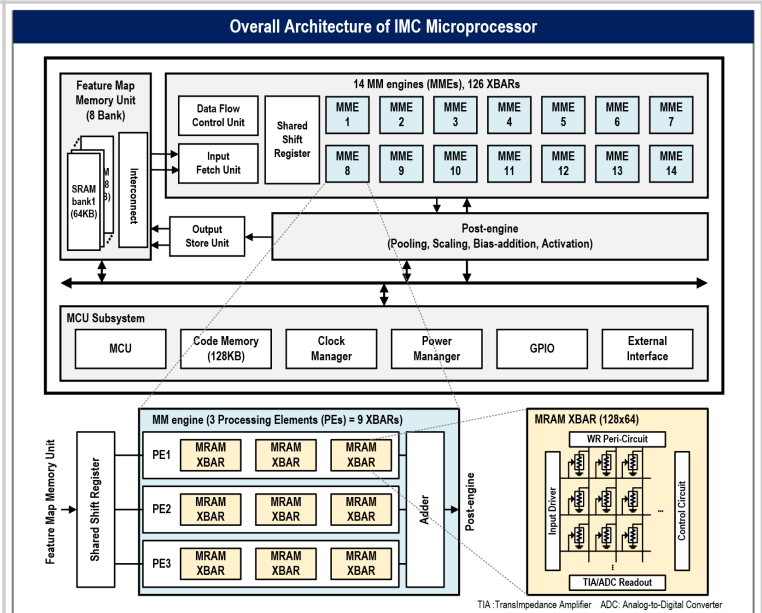 Overall Architecture of IMC Microprocessor
Feature Map
Memory Unit
(8 Bank)
SRAM
bank1
(64KB)
M
8
B)
Interconnect
14 MM engines (MMEs), 126 XBARs
Data Flow
Control Unit
Input
Fetch Unit
Shared
Shift
Register
MME
1
MME
2
MME
3
MME
4
MME
5
MME
6
MME
7
MME
8
MME
9
MME
10
MME
11
MME
12
MME
13
MME
14
Output
Store Unit
Post-engine
(Pooling, Scaling, Bias-addition, Activation)
MCU Subsystem
MCU
Code Memory
(128KB)
Clock
Manager
Power
Mananger
GPIO
External
Interface
Feature Map Memory Unit
Shared Shift Register
MM engine (3 Processing Elements (PEs) = 9 XBARs)
PE1
MRAM
XBAR
MRAM
XBAR
MRAM
XBAR
PE2
MRAM
XBAR
MRAM
XBAR
MRAM
XBAR
PE3
MRAM
XBAR
MRAM
XBAR
MRAM
XBAR
Adder
Post-engine
MRAM XBAR (128x64)
WR Peri-Circuit
Input Driver
...
Control Circuit
...
TIA/ADC Readout
TIA :TransImpedance Amplifier ADC: Analog-to-Digital Converter